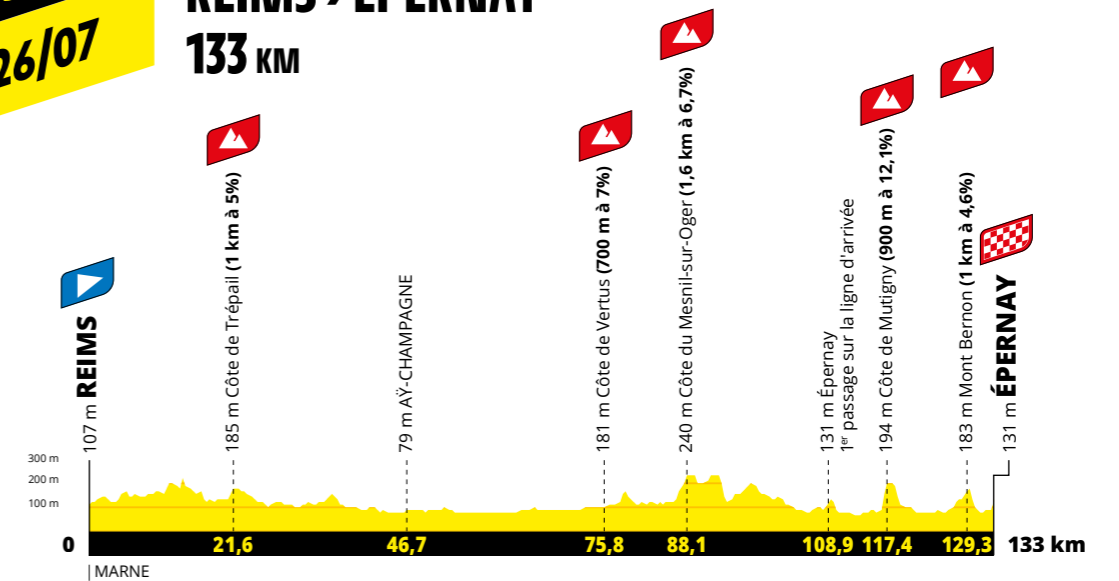 26/07
REIMS > ÉPERNAY
133 KM
107 m REIMS
185 m Côte de Trépail (1 km à 5%)
79 m AŸ-CHAMPAGNE
181 m Côte de Vertus (700 m à 7%)
240 m Côte du Mesnil-sur-Oger (1,6 km à 6,7%)
131 m Épernay
1er passage sur la ligne d'arrivée
194 m Côte de Mutigny (900 m à 12,1%)
183 m Mont Bernon (1 km à 4,6%)
131 m ÉPERNAY
300 m
200 m
100 m
0
21,6
46,7
75,8
88,1
108,9
117,4
129,3
133 km
MARNE